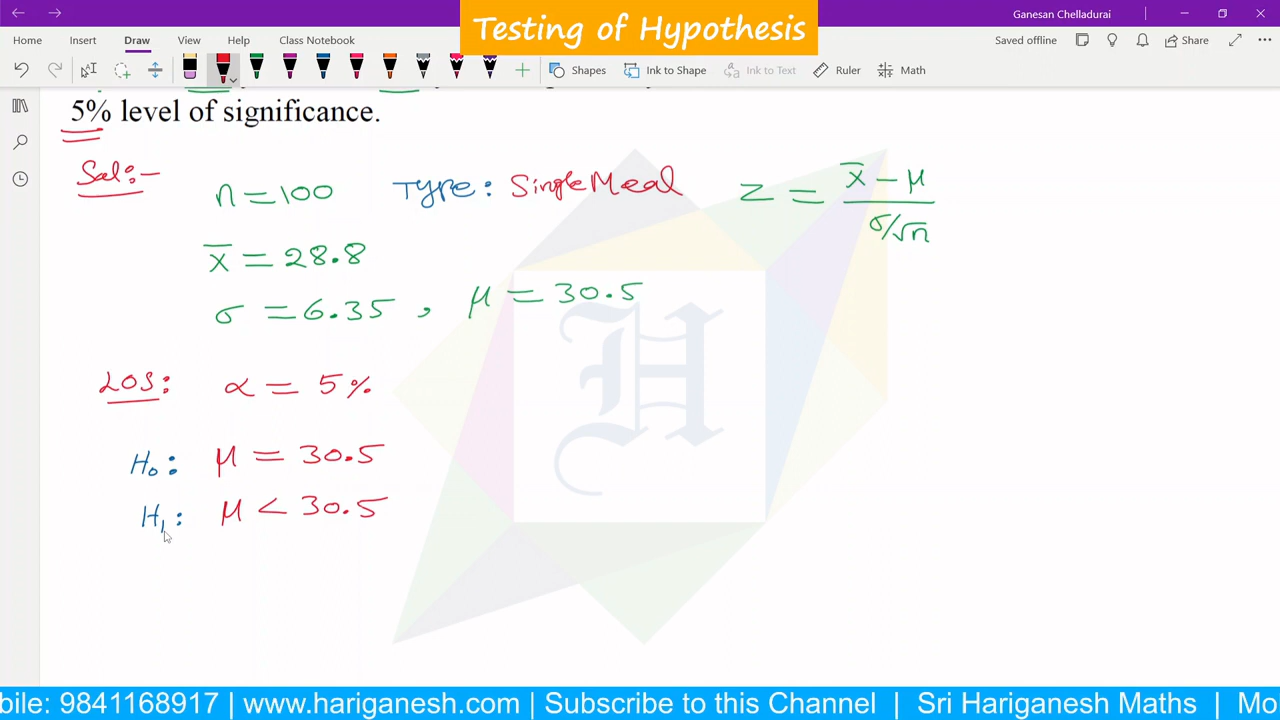 Testing of Hypothesis
Ganesan Chelladurai
Home Insert Draw View Help Class Notebook
Saved offline Share
Shapes Ink to Shape Ink to Text Ruler Math
5% level of significance.
Sol:-
n = 100 Type: Single Meal z = x̄ - μ / σ/√n
x̄ = 28.8
σ = 6.35, μ = 30.5
LOS: α = 5%
H₀: μ = 30.5
H₁: μ < 30.5
H
bile: 9841168917 | www.hariganesh.com | Subscribe to this Channel | Sri Hariganesh Maths | Mo